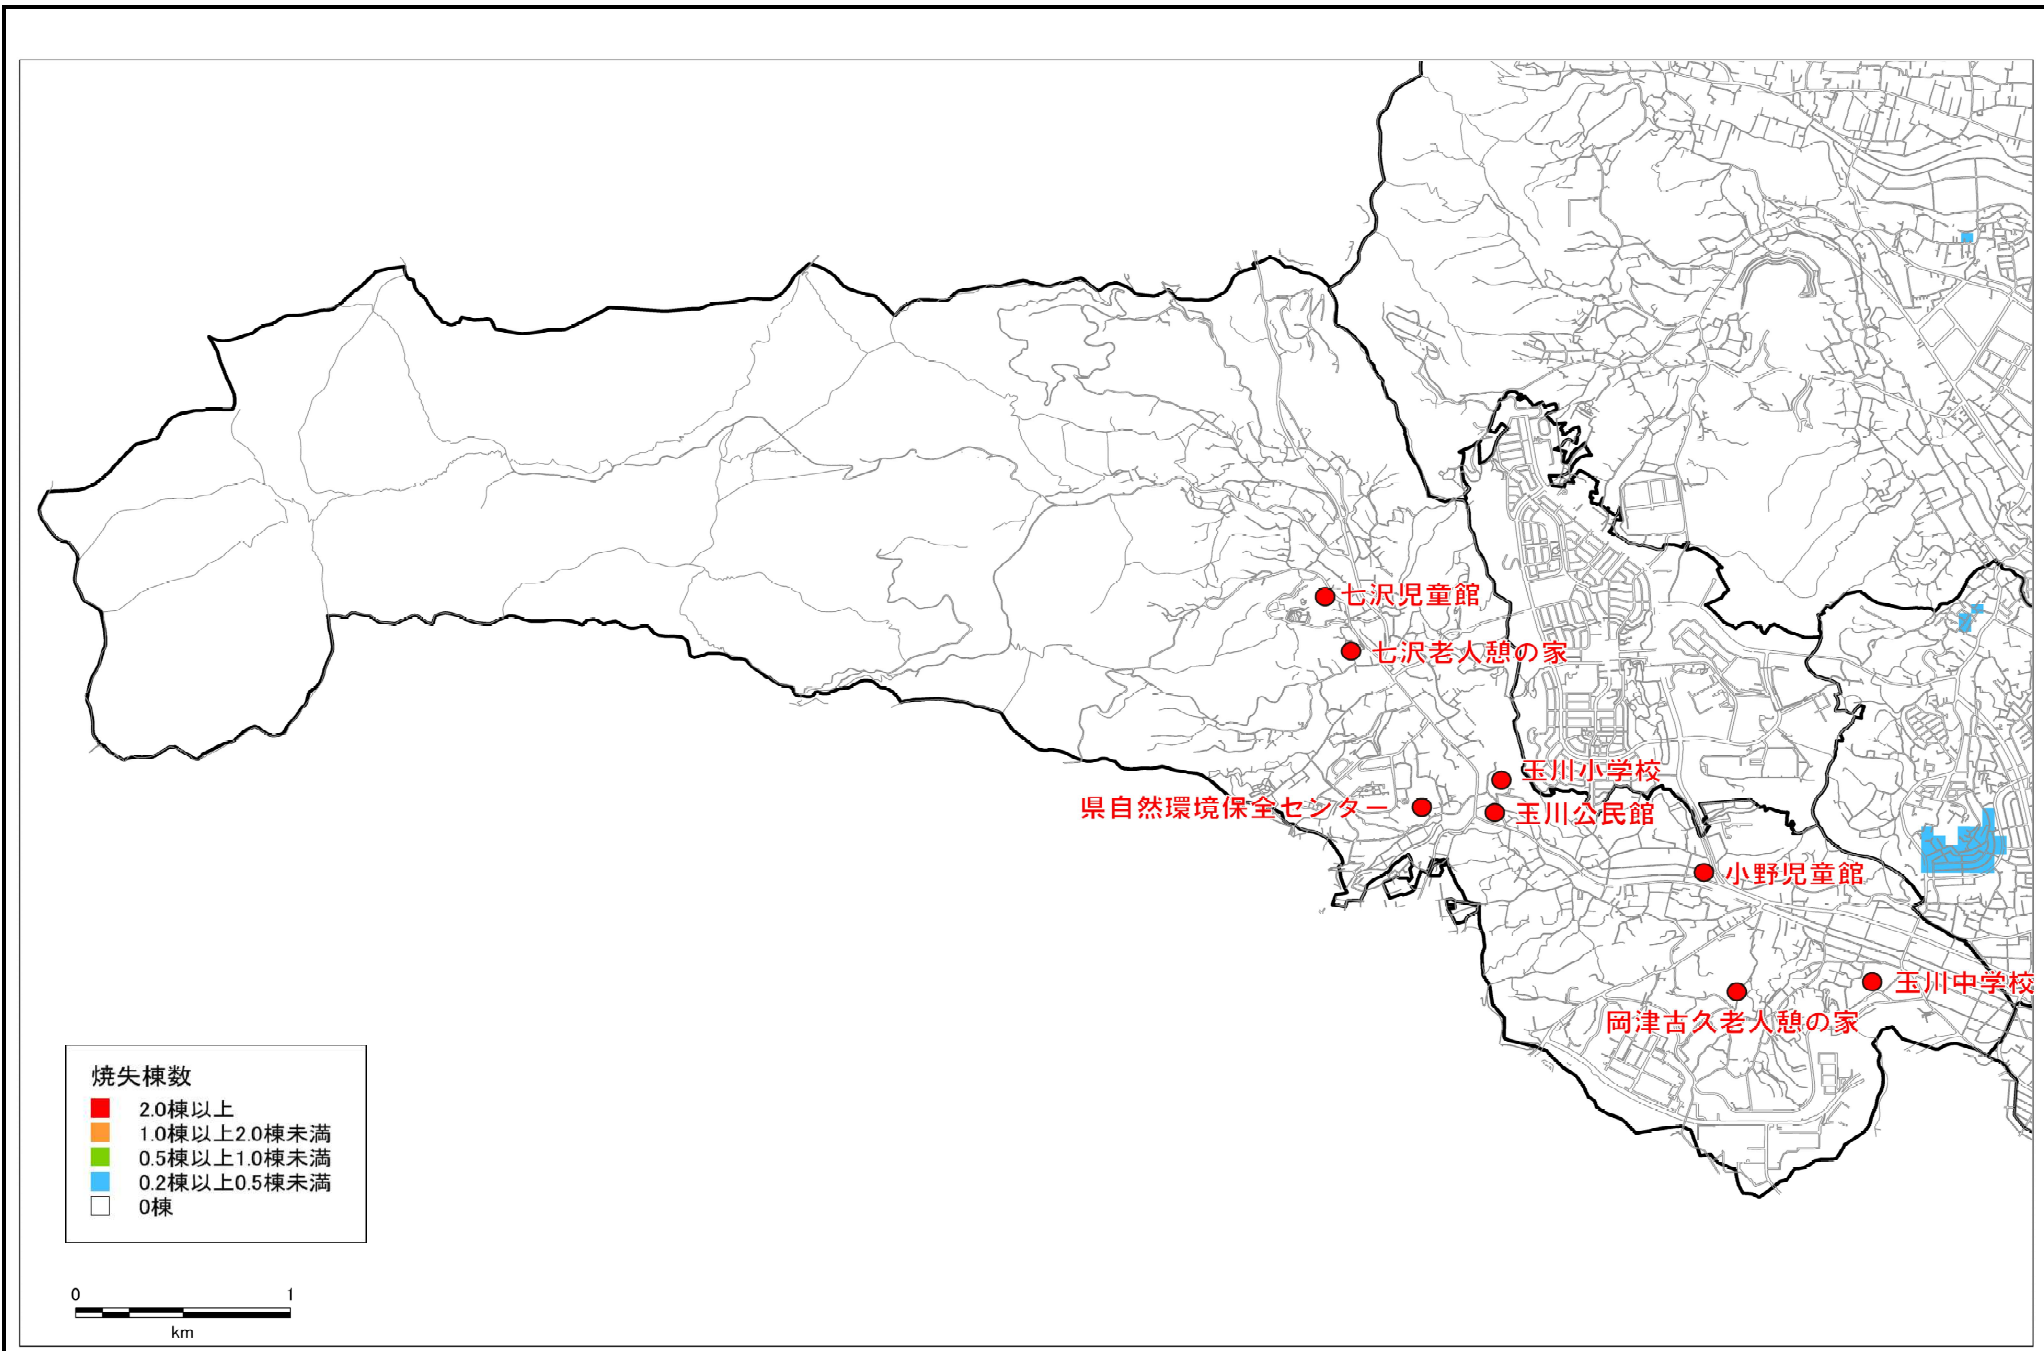 七沢児童館
七沢老人憩の家
玉川小学校
県自然環境保全センター
玉川公民館
小野児童館
玉川中学校
岡津古久老人憩の家
焼失棟数
2.0棟以上
1.0棟以上2.0棟未満
0.5棟以上1.0棟未満
0.2棟以上0.5棟未満
0棟
0 1
km